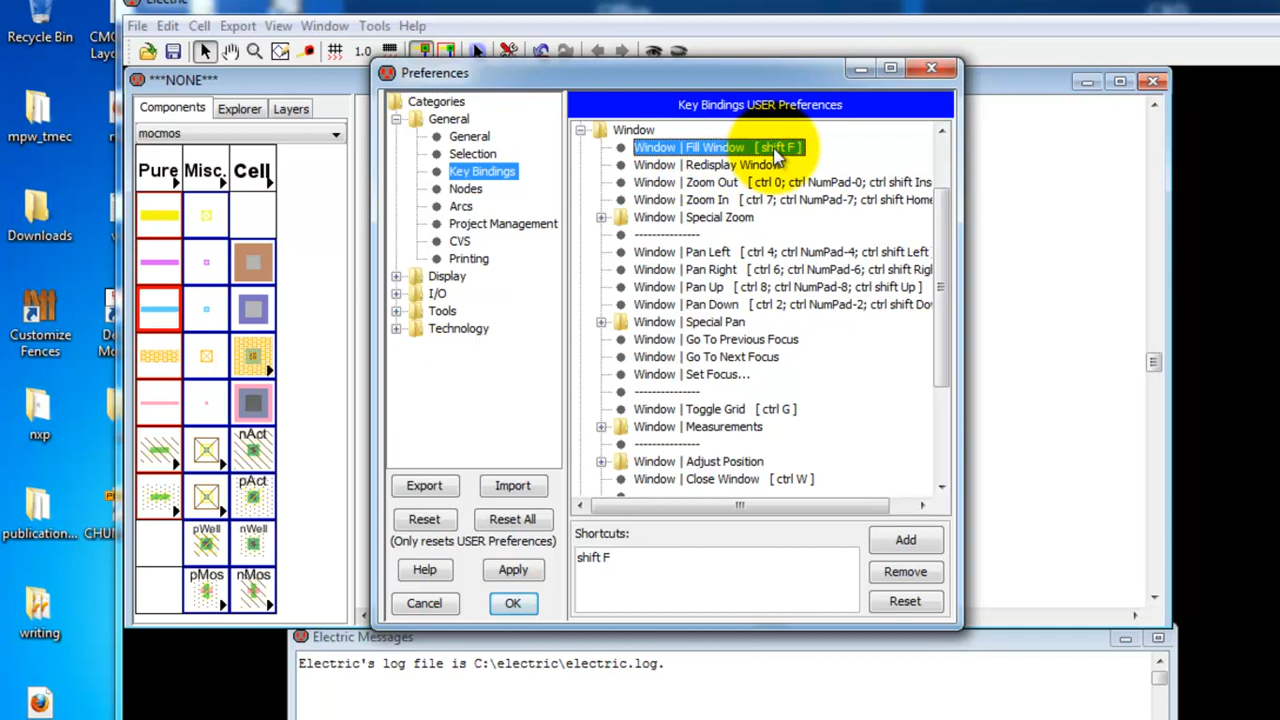 Electric
File Edit Cell Export View Window Tools Help
1.0
***NONE***
Components Explorer Layers
mocmos
Pure Misc. Cell
nAct
pAct
pWell nWell
pMos nMos
Recycle Bin
mpw_tmec
Downloads
Customize
Fences
nxp
publication...
writing
Preferences
Categories
General
General
Selection
Key Bindings
Nodes
Arcs
Project Management
CVS
Printing
Display
I/O
Tools
Technology
Export Import
Reset Reset All
(Only resets USER Preferences)
Help Apply
Cancel OK
Key Bindings USER Preferences
Window
Window | Fill Window [ shift F ]
Window | Redisplay Window
Window | Zoom Out [ ctrl 0; ctrl NumPad-0; ctrl shift Ins
Window | Zoom In [ ctrl 7; ctrl NumPad-7; ctrl shift Home
Window | Special Zoom
---------------
Window | Pan Left [ ctrl 4; ctrl NumPad-4; ctrl shift Left
Window | Pan Right [ ctrl 6; ctrl NumPad-6; ctrl shift Rig
Window | Pan Up [ ctrl 8; ctrl NumPad-8; ctrl shift Up ]
Window | Pan Down [ ctrl 2; ctrl NumPad-2; ctrl shift Do
Window | Special Pan
Window | Go To Previous Focus
Window | Go To Next Focus
Window | Set Focus...
---------------
Window | Toggle Grid [ ctrl G ]
Window | Measurements
---------------
Window | Adjust Position
Window | Close Window [ ctrl W ]
Shortcuts:
shift F
Add
Remove
Reset
Electric Messages
Electric's log file is C:\electric\electric.log.